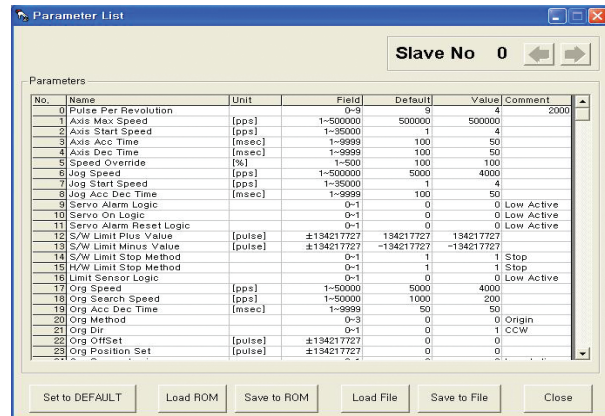 Parameter List
Slave No 0
Parameters
No. Name Unit Field Default Value Comment
0 Pulse Per Revolution 0~9 9 4 2000
1 Axis Max Speed [pps] 1~500000 500000 500000
2 Axis Start Speed [pps] 1~35000 1 4
3 Axis Acc Time [msec] 1~9999 100 50
4 Axis Dec Time [msec] 1~9999 100 50
5 Speed Override [%] 1~500 100 100
6 Jog Speed [pps] 1~500000 5000 4000
7 Jog Start Speed [pps] 1~35000 1 4
8 Jog Acc Dec Time [msec] 1~9999 100 50
9 Servo Alarm Logic 0~1 0 0 Low Active
10 Servo On Logic 0~1 0 0 Low Active
11 Servo Alarm Reset Logic 0~1 0 0 Low Active
12 S/W Limit Plus Value [pulse] ±134217727 134217727 134217727
13 S/W Limit Minus Value [pulse] ±134217727 -134217727 -134217727
14 S/W Limit Stop Method 0~1 1 1 Stop
15 H/W Limit Stop Method 0~1 1 1 Stop
16 Limit Sensor Logic 0~1 0 0 Low Active
17 Org Speed [pps] 1~50000 5000 4000
18 Org Search Speed [pps] 1~50000 1000 200
19 Org Acc Dec Time [msec] 1~9999 50 50
20 Org Method 0~3 0 0 Origin
21 Org Dir 0~1 0 1 CCW
22 Org OffSet [pulse] ±134217727 0 0
23 Org Position Set [pulse] ±134217727 0 0
Set to DEFAULT Load ROM Save to ROM Load File Save to File Close